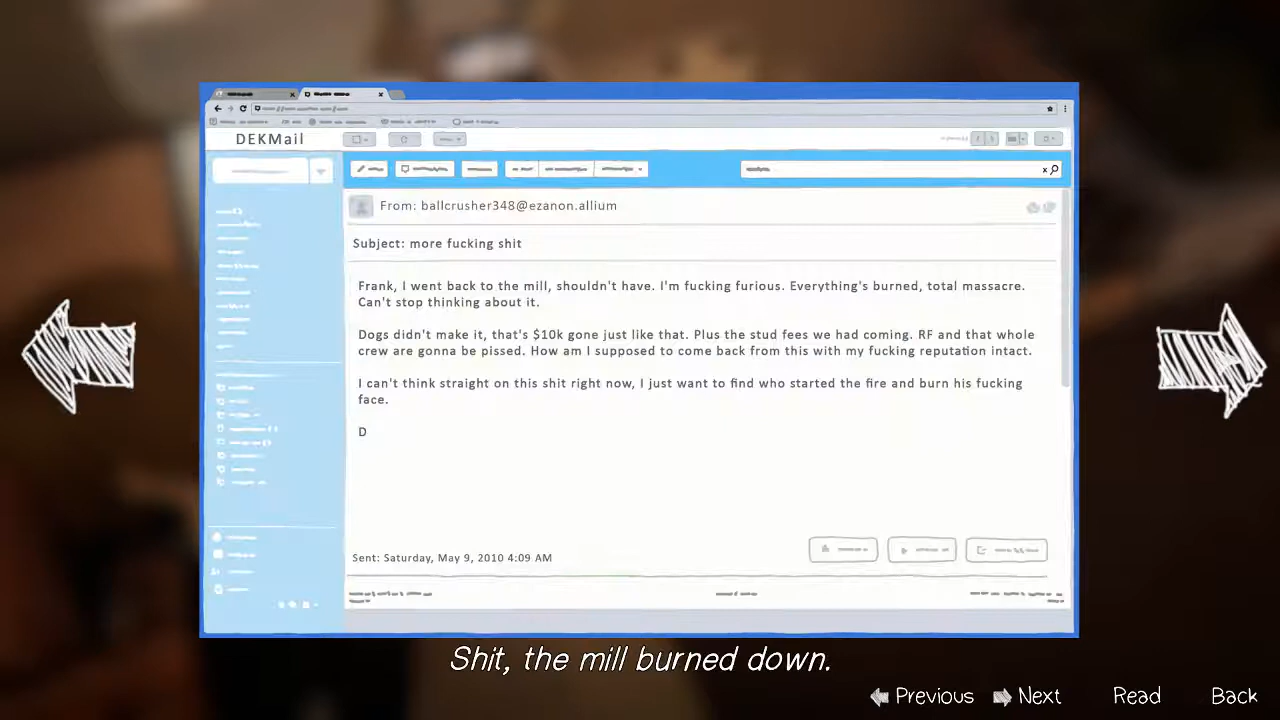 DEKMail
From: ballcrusher348@ezanon.allium
Subject: more fucking shit
Frank, I went back to the mill, shouldn't have. I'm fucking furious. Everything's burned, total massacre.
Can't stop thinking about it.
Dogs didn't make it, that's $10k gone just like that. Plus the stud fees we had coming. RF and that whole
crew are gonna be pissed. How am I supposed to come back from this with my fucking reputation intact.
I can't think straight on this shit right now, I just want to find who started the fire and burn his fucking
face.
D
Sent: Saturday, May 9, 2010 4:09 AM
Shit, the mill burned down.
Previous Next Read Back